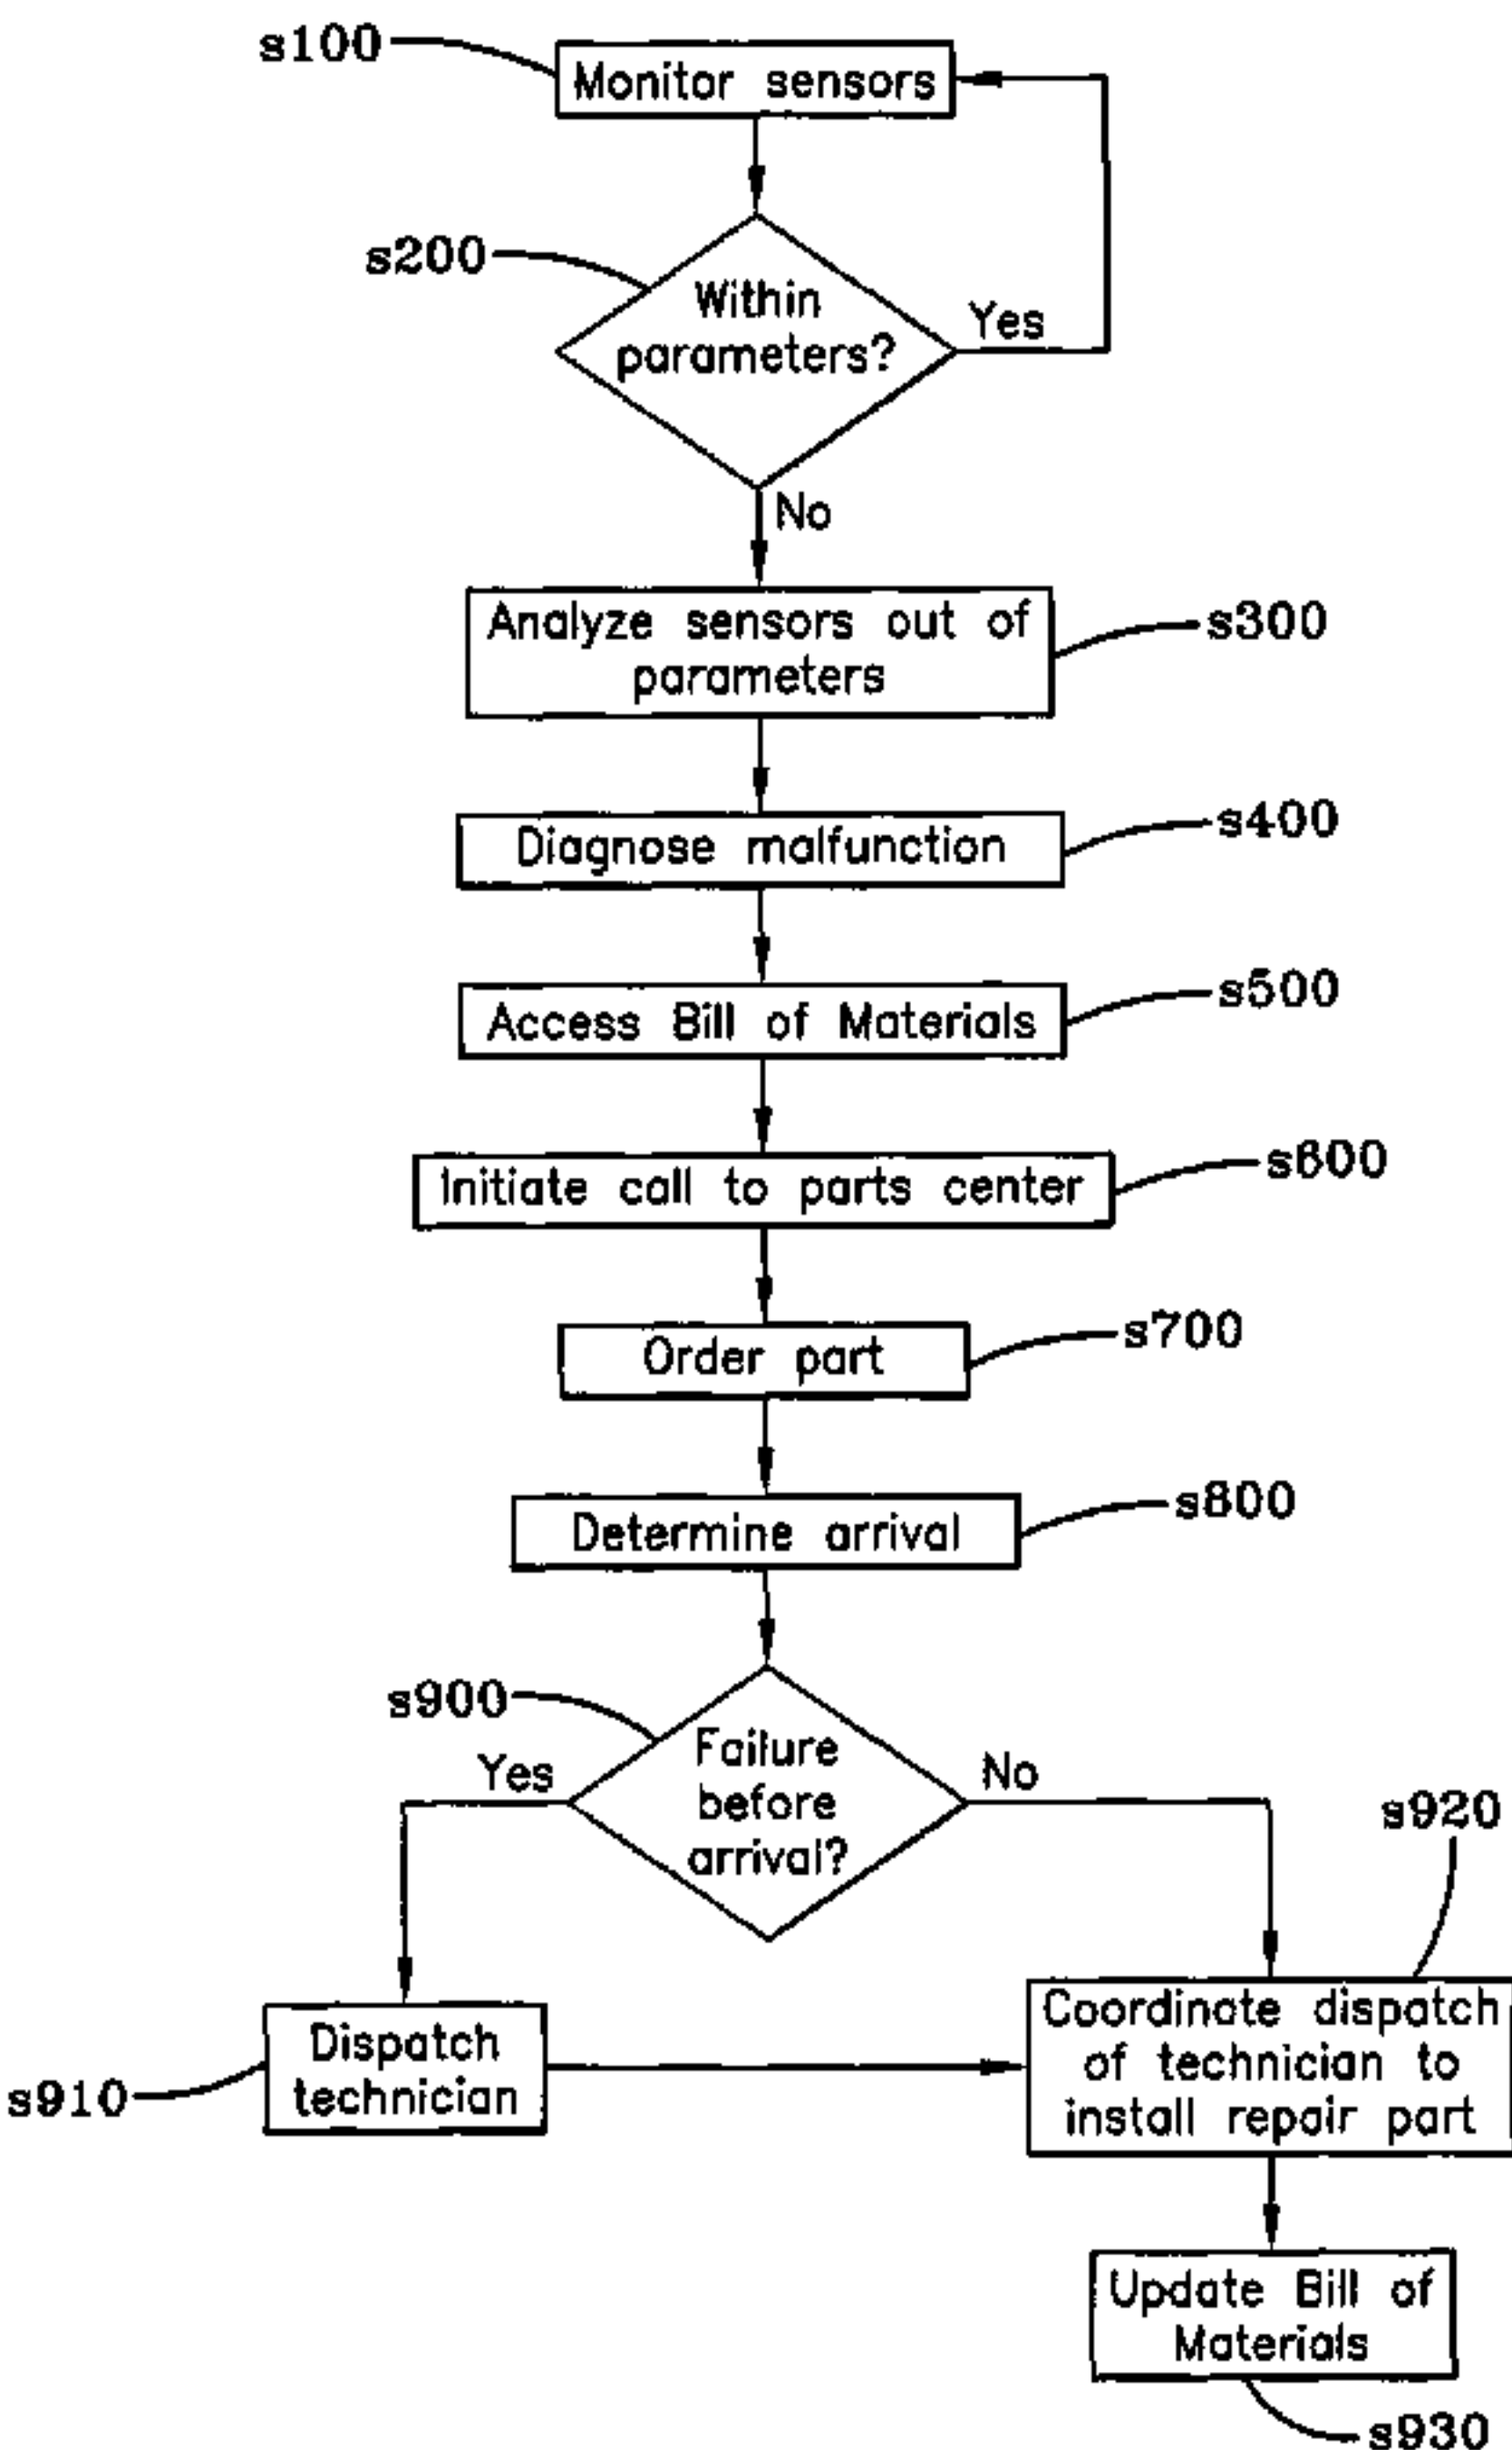 s100
Monitor sensors
s200
Within
parameters?
Yes
No
Analyze sensors out of
parameters
s300
Diagnose malfunction
s400
Access Bill of Materials
s500
Initiate call to parts center
s600
Order part
s700
Determine arrival
s800
s900
Failure
before
arrival?
Yes
No
s920
Dispatch
technician
s910
Coordinate dispatch
of technician to
install repair part
Update Bill of
Materials
s930